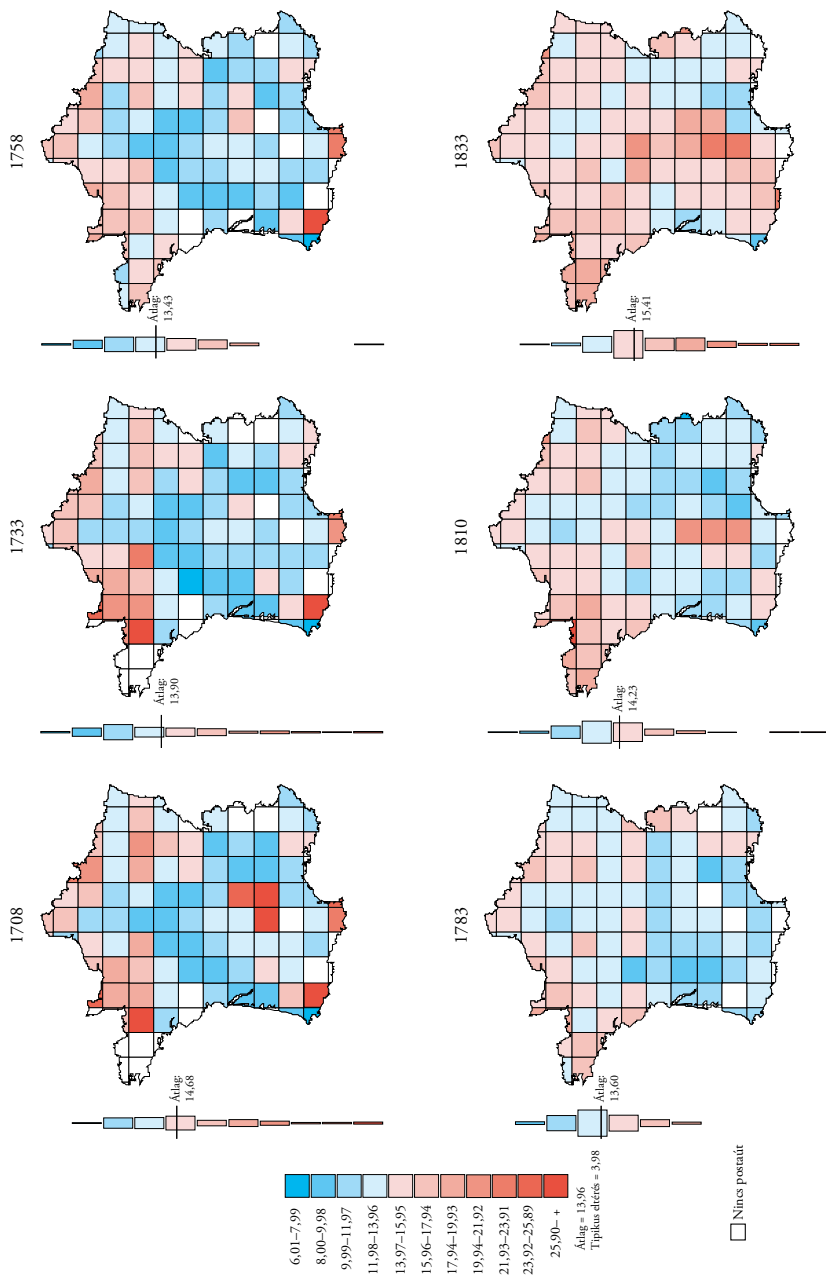 1708
1733
1758
Átlag:
14,68
Átlag:
13,90
Átlag:
13,43
1783
1810
1833
Átlag:
13,60
Átlag:
14,23
Átlag:
15,41
6,01–7,99
8,00–9,98
9,99–11,97
11,98–13,96
13,97–15,95
15,96–17,94
17,94–19,93
19,94–21,92
21,93–23,91
23,92–25,89
25,90– +
Átlag = 13,96
Tipikus eltérés = 3,98
Nincs postaút